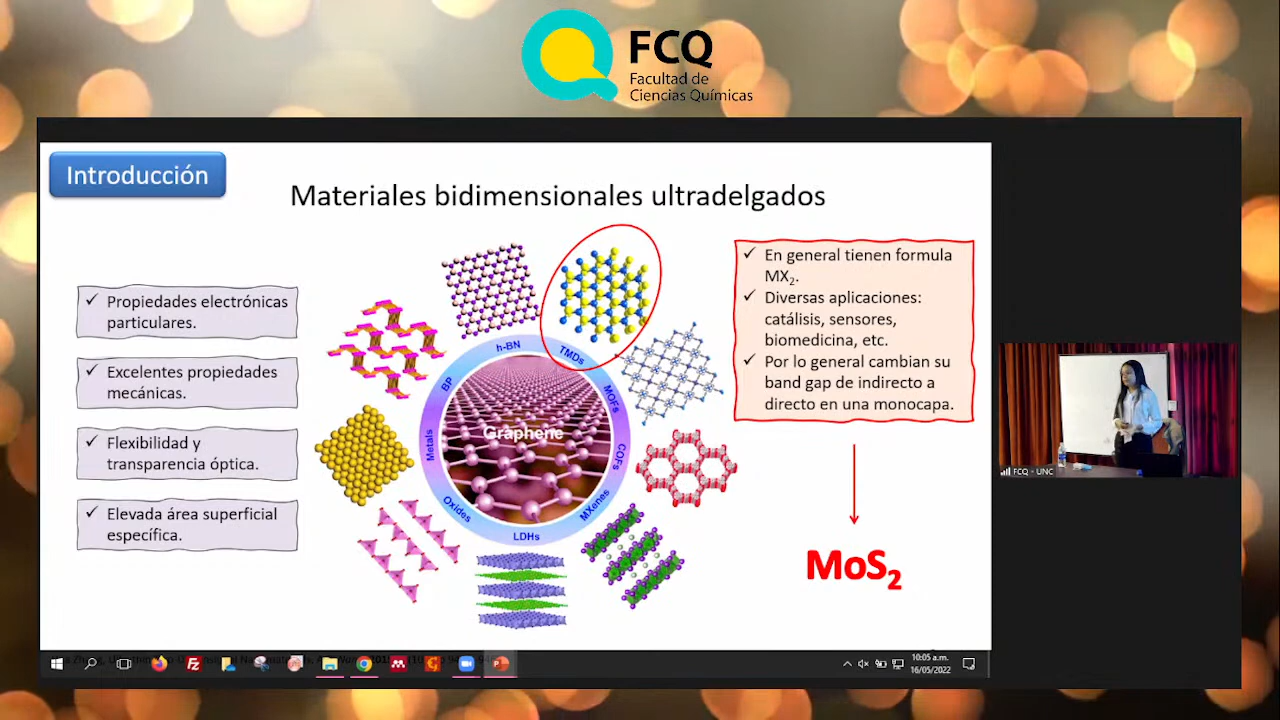 FCQ
Facultad de
Ciencias Químicas
Introducción
Materiales bidimensionales ultradelgados
✓ Propiedades electrónicas
particulares.
✓ Excelentes propiedades
mecánicas.
✓ Flexibilidad y
transparencia óptica.
✓ Elevada área superficial
específica.
h-BN
TMDs
MOFs
COFs
MXenes
LDHs
Oxides
Metals
BP
Graphene
✓ En general tienen formula
MX₂.
✓ Diversas aplicaciones:
catálisis, sensores,
biomedicina, etc.
✓ Por lo general cambian su
band gap de indirecto a
directo en una monocapa.
MoS₂
FCQ - UNC
10:05 a.m.
16/05/2022